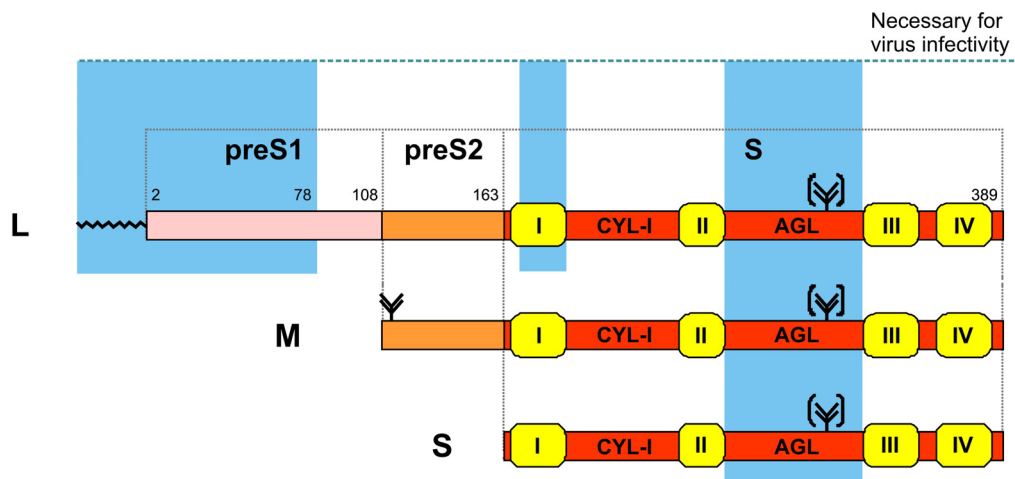 Necessary for
virus infectivity
preS1 preS2 S
2 78 108 163 389
L I CYL-I II AGL III IV
M I CYL-I II AGL III IV
S I CYL-I II AGL III IV